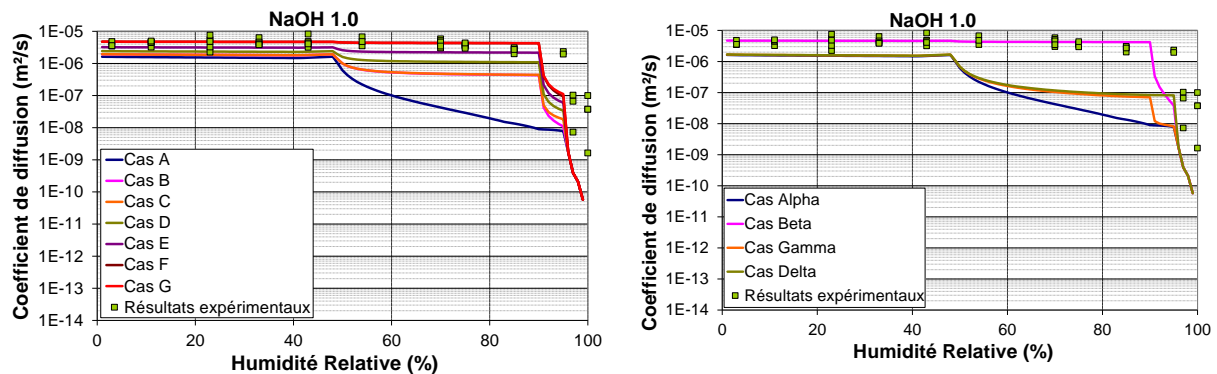 NaOH 1.0
1E-05
1E-06
1E-07
1E-08
1E-09
1E-10
1E-11
1E-12
1E-13
1E-14
0 20 40 60 80 100
Humidité Relative (%)
Coefficient de diffusion (m²/s)
Cas A
Cas B
Cas C
Cas D
Cas E
Cas F
Cas G
Résultats expérimentaux
NaOH 1.0
1E-05
1E-06
1E-07
1E-08
1E-09
1E-10
1E-11
1E-12
1E-13
1E-14
0 20 40 60 80 100
Humidité Relative (%)
Coefficient de diffusion (m²/s)
Cas Alpha
Cas Beta
Cas Gamma
Cas Delta
Résultats expérimentaux